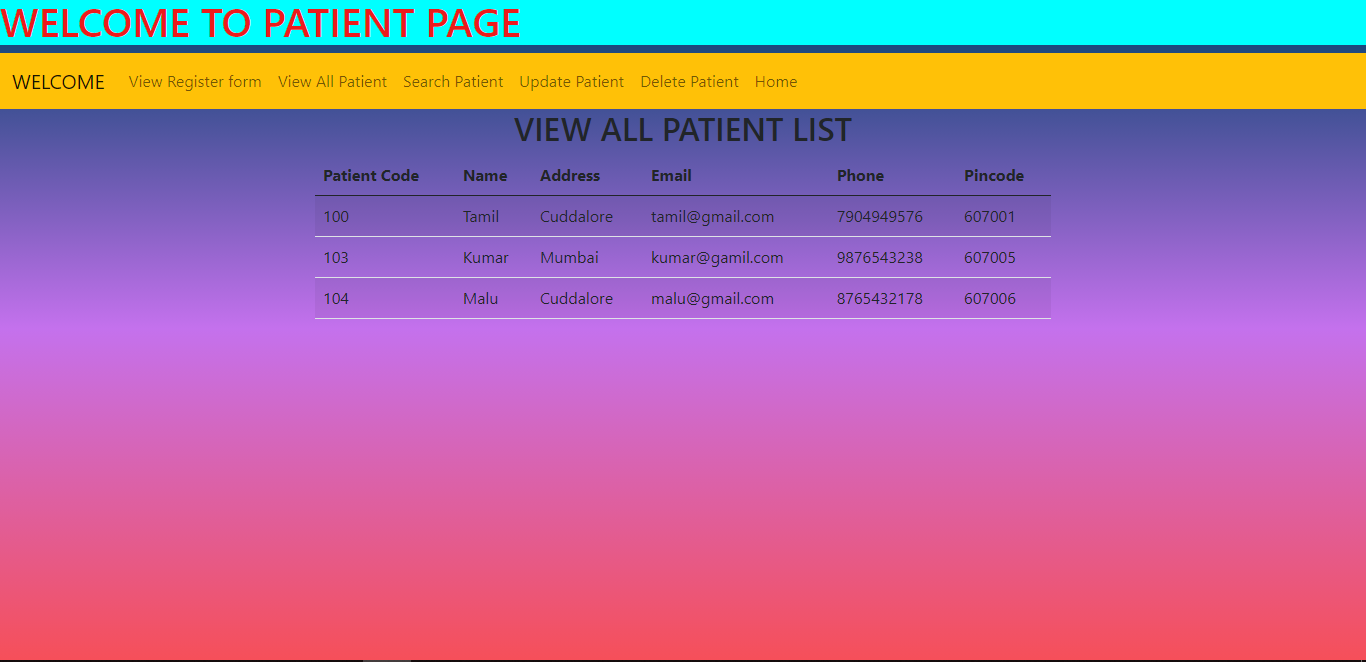 WELCOME TO PATIENT PAGE
WELCOME View Register form View All Patient Search Patient Update Patient Delete Patient Home
VIEW ALL PATIENT LIST
Patient Code Name Address Email Phone Pincode
100 Tamil Cuddalore tamil@gmail.com 7904949576 607001
103 Kumar Mumbai kumar@gamil.com 9876543238 607005
104 Malu Cuddalore malu@gmail.com 8765432178 607006